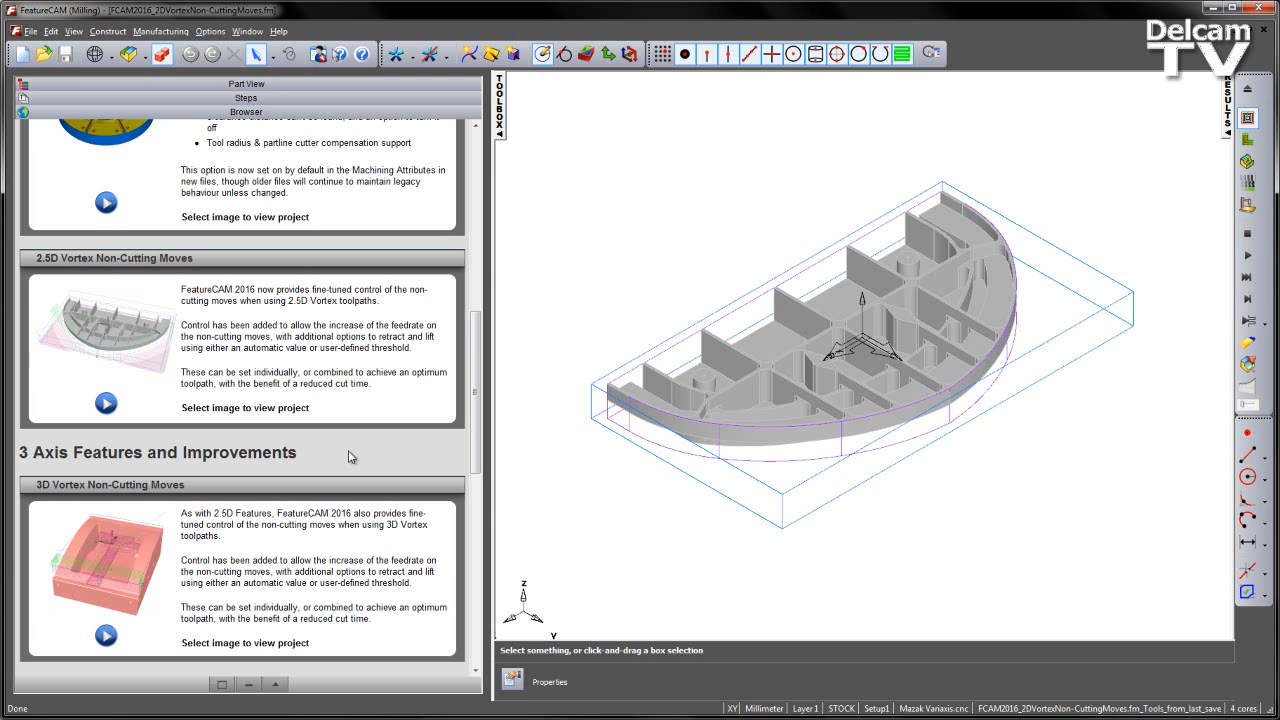 FeatureCAM (Milling) - [FCAM2016_2DVortexNon-CuttingMoves.fm]
File Edit View Construct Manufacturing Options Window Help
Delcam
TV
Part View
Steps
Browser
TOOLBOX
RESULTS
off
• Tool radius & partline cutter compensation support
This option is now set on by default in the Machining Attributes in
new files, though older files will continue to maintain legacy
behaviour unless changed.
Select image to view project
2.5D Vortex Non-Cutting Moves
FeatureCAM 2016 now provides fine-tuned control of the non-
cutting moves when using 2.5D Vortex toolpaths.
Control has been added to allow the increase of the feedrate on
the non-cutting moves, with additional options to retract and lift
using either an automatic value or user-defined threshold.
These can be set individually, or combined to achieve an optimum
toolpath, with the benefit of a reduced cut time.
Select image to view project
3 Axis Features and Improvements
3D Vortex Non-Cutting Moves
As with 2.5D Features, FeatureCAM 2016 also provides fine-
tuned control of the non-cutting moves when using 3D Vortex
toolpaths.
Control has been added to allow the increase of the feedrate on
the non-cutting moves, with additional options to retract and lift
using either an automatic value or user-defined threshold.
These can be set individually, or combined to achieve an optimum
toolpath, with the benefit of a reduced cut time.
Select image to view project
Z
Select something, or click-and-drag a box selection
Properties
Done
XY Millimeter Layer1 STOCK Setup1 Mazak Variaxis.cnc FCAM2016_2DVortexNon-CuttingMoves.fm_Tools_from_last_save 4 cores